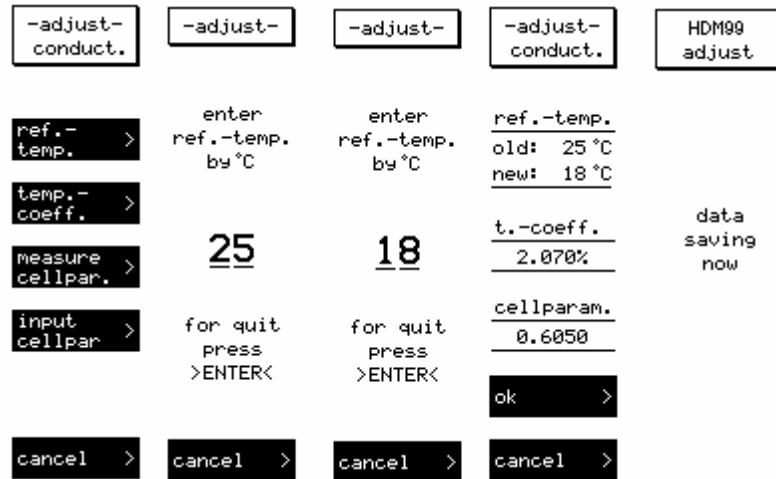 -adjust-
conduct.
ref.-
temp. >
temp.-
coeff. >
measure
cellpar. >
input
cellpar >
cancel >
-adjust-
enter
ref.-temp.
by °C
25
for quit
press
>ENTER<
cancel >
-adjust-
enter
ref.-temp.
by °C
18
for quit
press
>ENTER<
cancel >
-adjust-
conduct.
ref.-temp.
old: 25 °C
new: 18 °C
t.-coeff.
2.070%
cellparam.
0.6050
ok >
cancel >
HDM99
adjust
data
saving
now